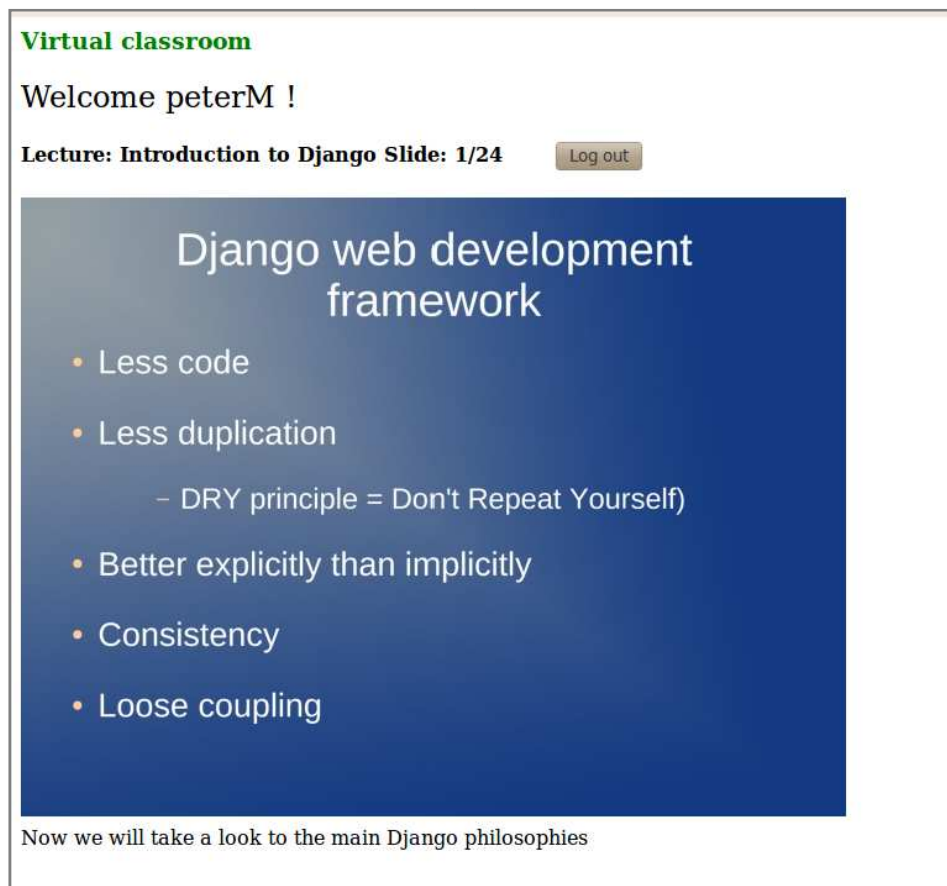 Virtual classroom
Welcome peterM !
Lecture: Introduction to Django Slide: 1/24 Log out
Django web development
framework
• Less code
• Less duplication
– DRY principle = Don't Repeat Yourself)
• Better explicitly than implicitly
• Consistency
• Loose coupling
Now we will take a look to the main Django philosophies